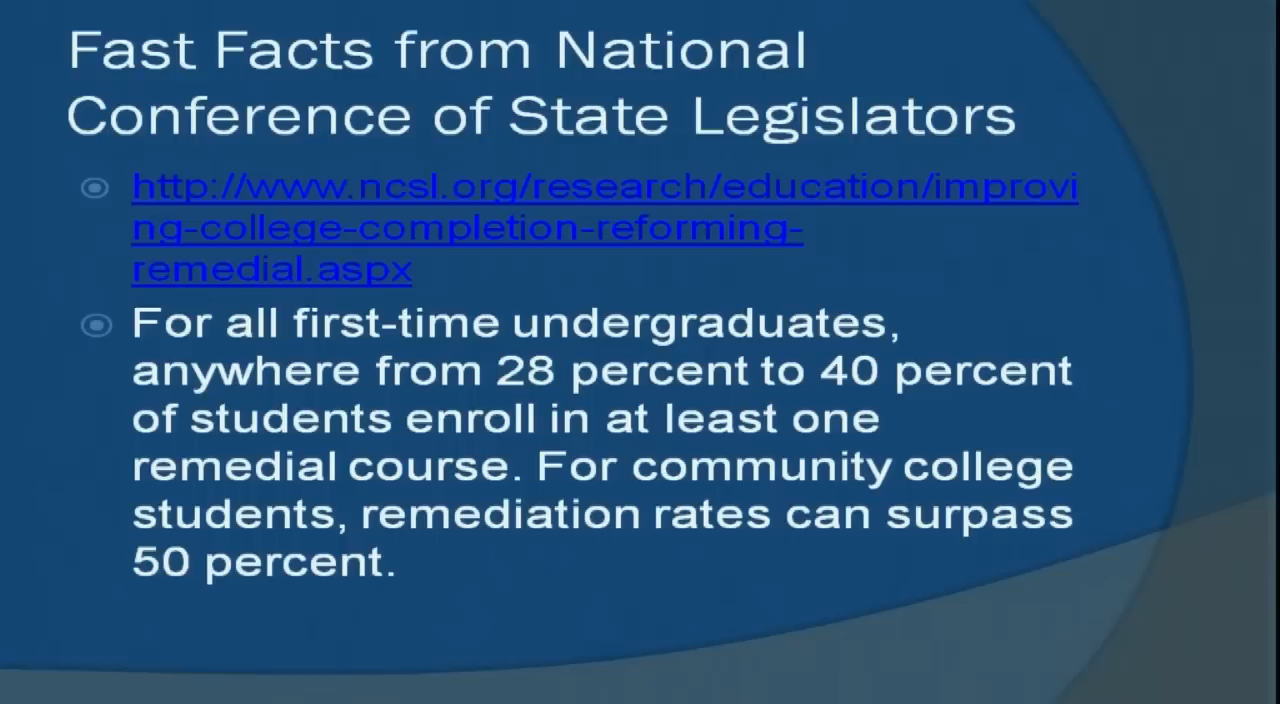 Fast Facts from National
Conference of State Legislators
http://www.ncsl.org/research/education/improvi
ng-college-completion-reforming-
remedial.aspx
For all first-time undergraduates,
anywhere from 28 percent to 40 percent
of students enroll in at least one
remedial course. For community college
students, remediation rates can surpass
50 percent.